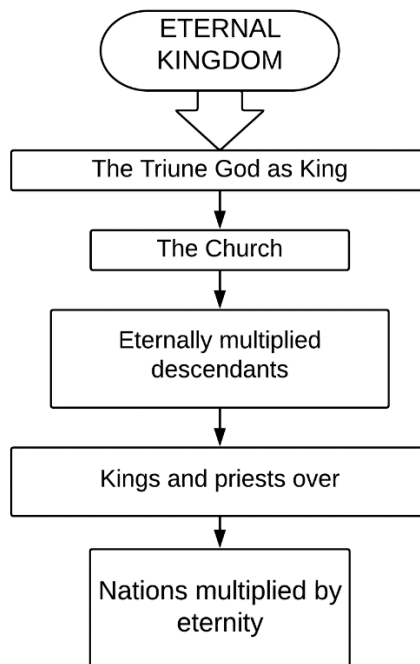 ETERNAL
KINGDOM
The Triune God as King
The Church
Eternally multiplied
descendants
Kings and priests over
Nations multiplied by
eternity